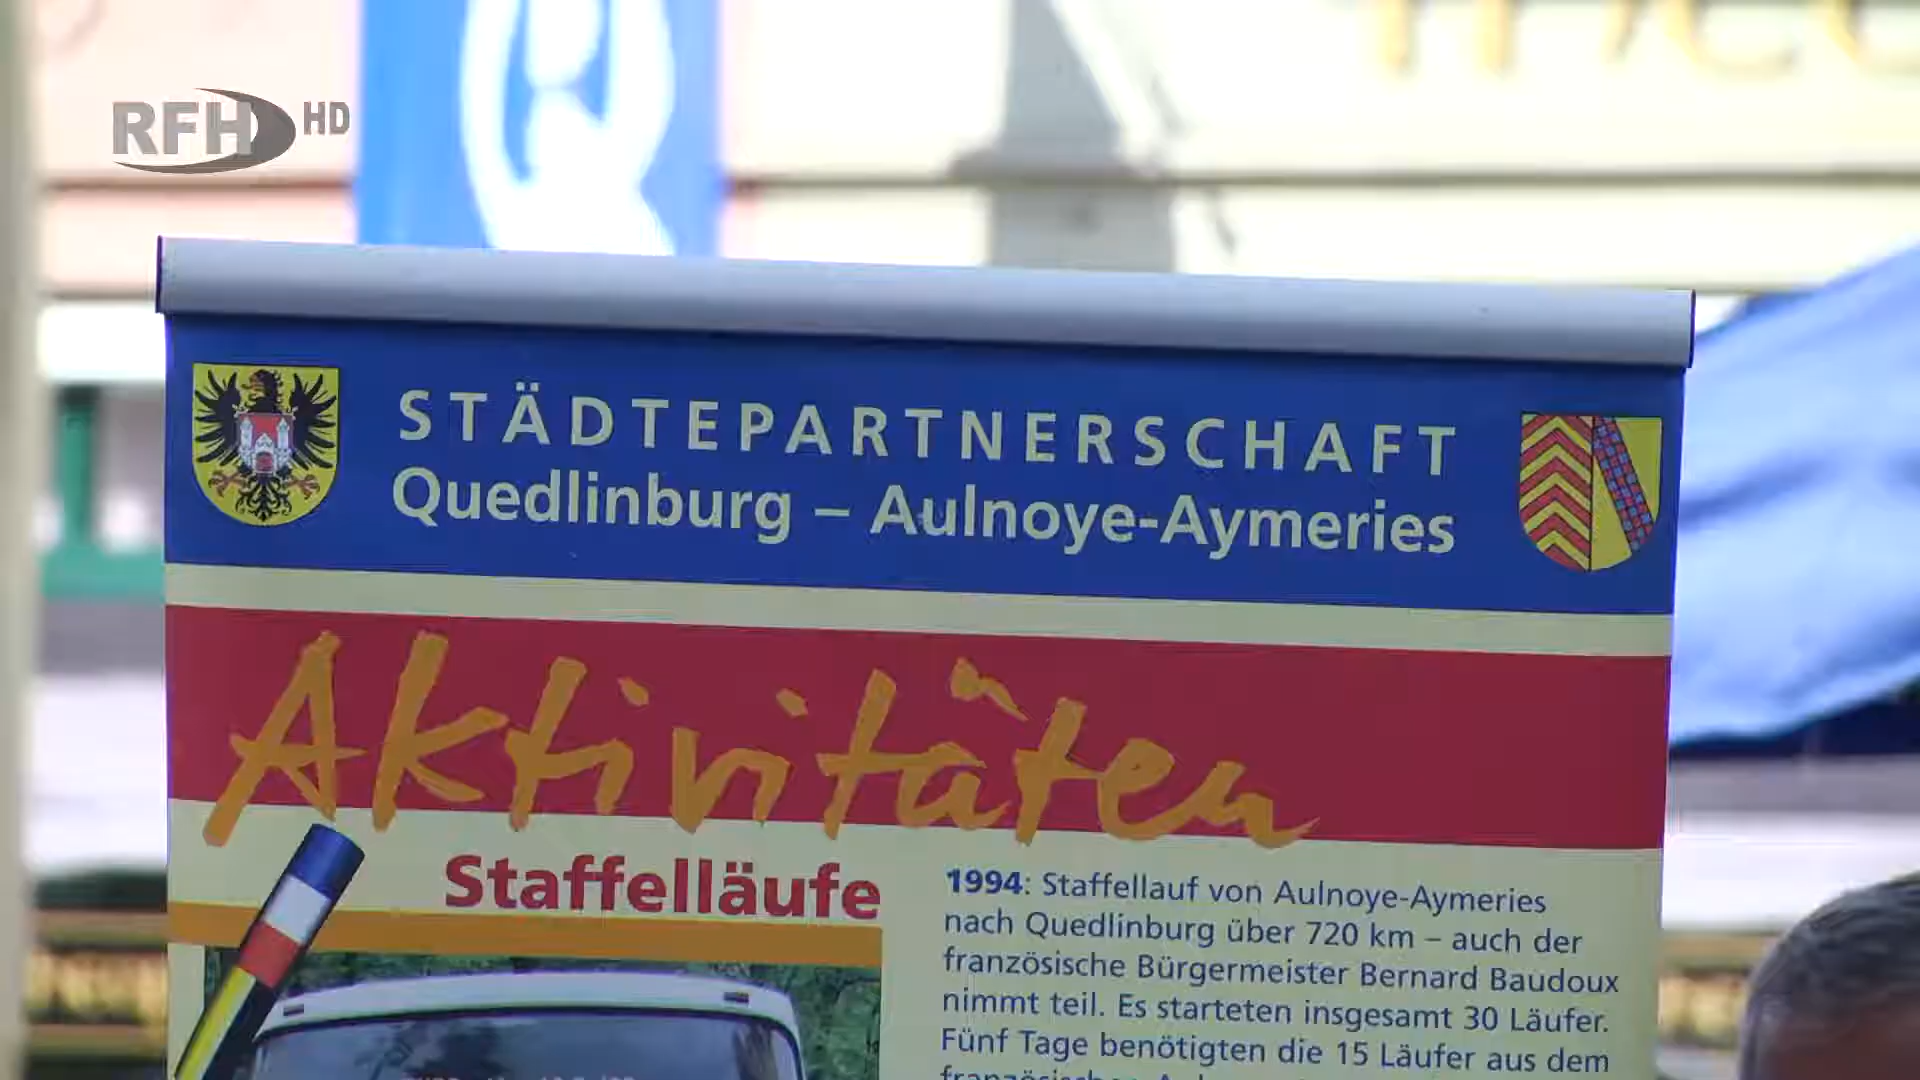 RFH HD
STÄDTEPARTNERSCHAFT
Quedlinburg – Aulnoye-Aymeries
Aktivitäten
Staffelläufe
1994: Staffellauf von Aulnoye-Aymeries
nach Quedlinburg über 720 km – auch der
französische Bürgermeister Bernard Baudoux
nimmt teil. Es starteten insgesamt 30 Läufer.
Fünf Tage benötigten die 15 Läufer aus dem